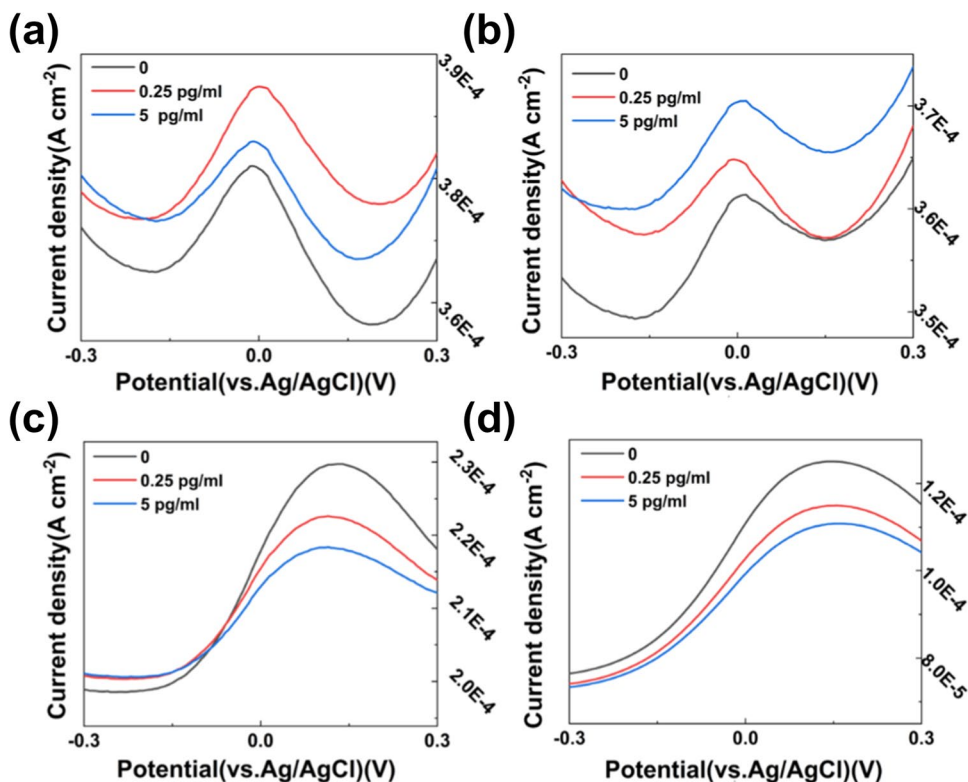 (a)
Current density(A cm-2)
0
0.25 pg/ml
5 pg/ml
3.9E-4
3.8E-4
3.6E-4
-0.3
0.0
0.3
Potential(vs.Ag/AgCl)(V)
(b)
Current density(A cm-2)
0
0.25 pg/ml
5 pg/ml
3.7E-4
3.6E-4
3.5E-4
-0.3
0.0
0.3
Potential(vs.Ag/AgCl)(V)
(c)
Current density(A cm-2)
0
0.25 pg/ml
5 pg/ml
2.3E-4
2.2E-4
2.1E-4
2.0E-4
-0.3
0.0
0.3
Potential(vs.Ag/AgCl)(V)
(d)
Current density(A cm-2)
0
0.25 pg/ml
5 pg/ml
1.2E-4
1.0E-4
8.0E-5
-0.3
0.0
0.3
Potential(vs.Ag/AgCl)(V)